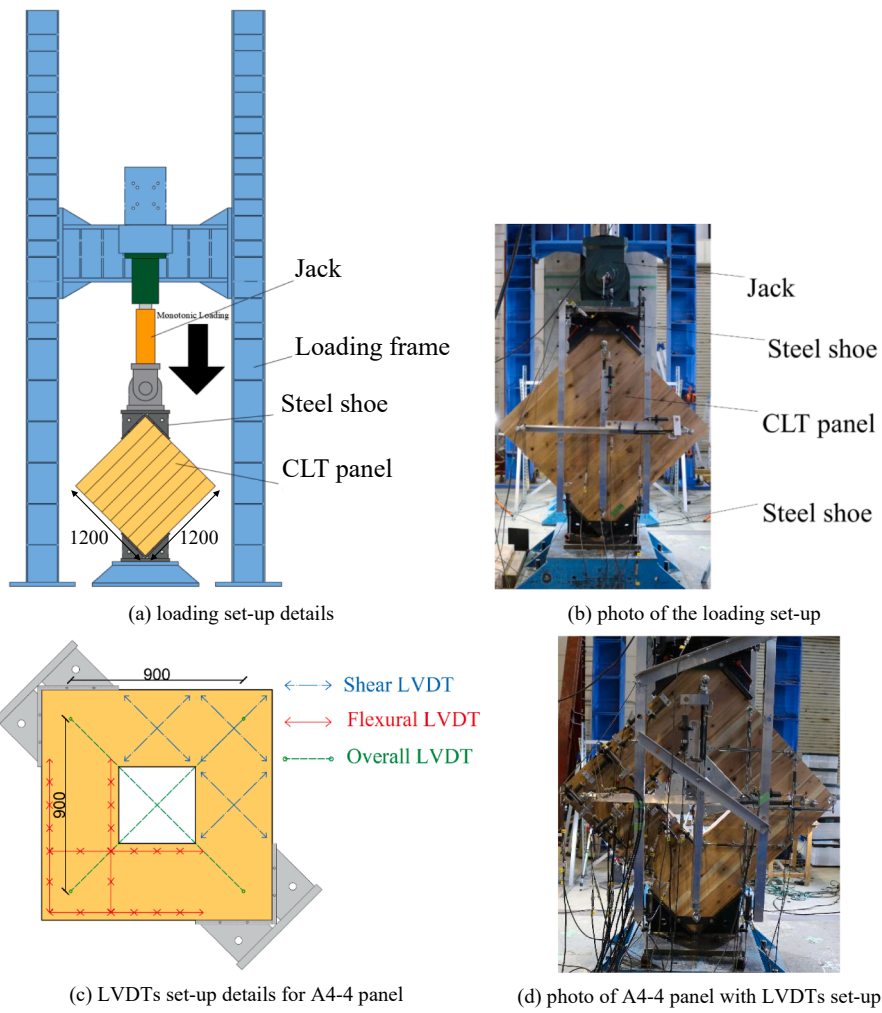 Jack
Monotonic Loading
Loading frame
Steel shoe
CLT panel
1200
1200
(a) loading set-up details
Jack
Steel shoe
CLT panel
Steel shoe
(b) photo of the loading set-up
900
900
Shear LVDT
Flexural LVDT
Overall LVDT
(c) LVDTs set-up details for A4-4 panel
(d) photo of A4-4 panel with LVDTs set-up